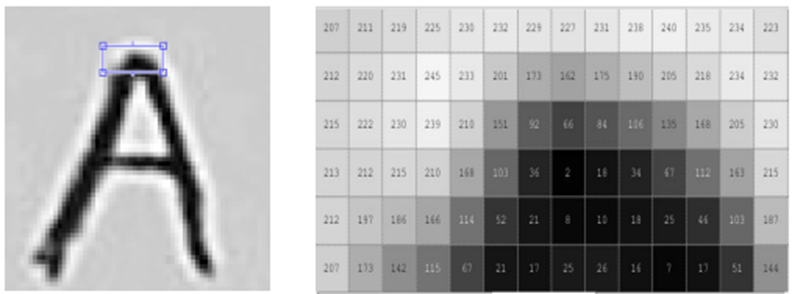 A
207 211 219 225 230 232 229 227 231 238 240 235 234 223
212 220 231 245 233 201 173 162 175 190 205 218 234 232
215 222 230 239 210 151 92 66 84 106 135 168 205 230
213 212 215 210 168 103 36 2 18 34 67 112 163 215
212 197 186 166 114 52 21 8 10 18 25 46 103 187
207 173 142 115 67 21 17 25 26 16 7 17 51 144